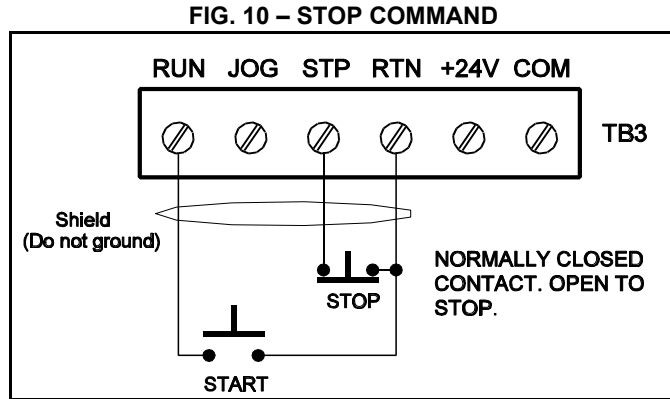 FIG. 10 – STOP COMMAND
RUN JOG STP RTN +24V COM
TB3
Shield
(Do not ground)
NORMALLY CLOSED
CONTACT. OPEN TO
STOP.
STOP
START